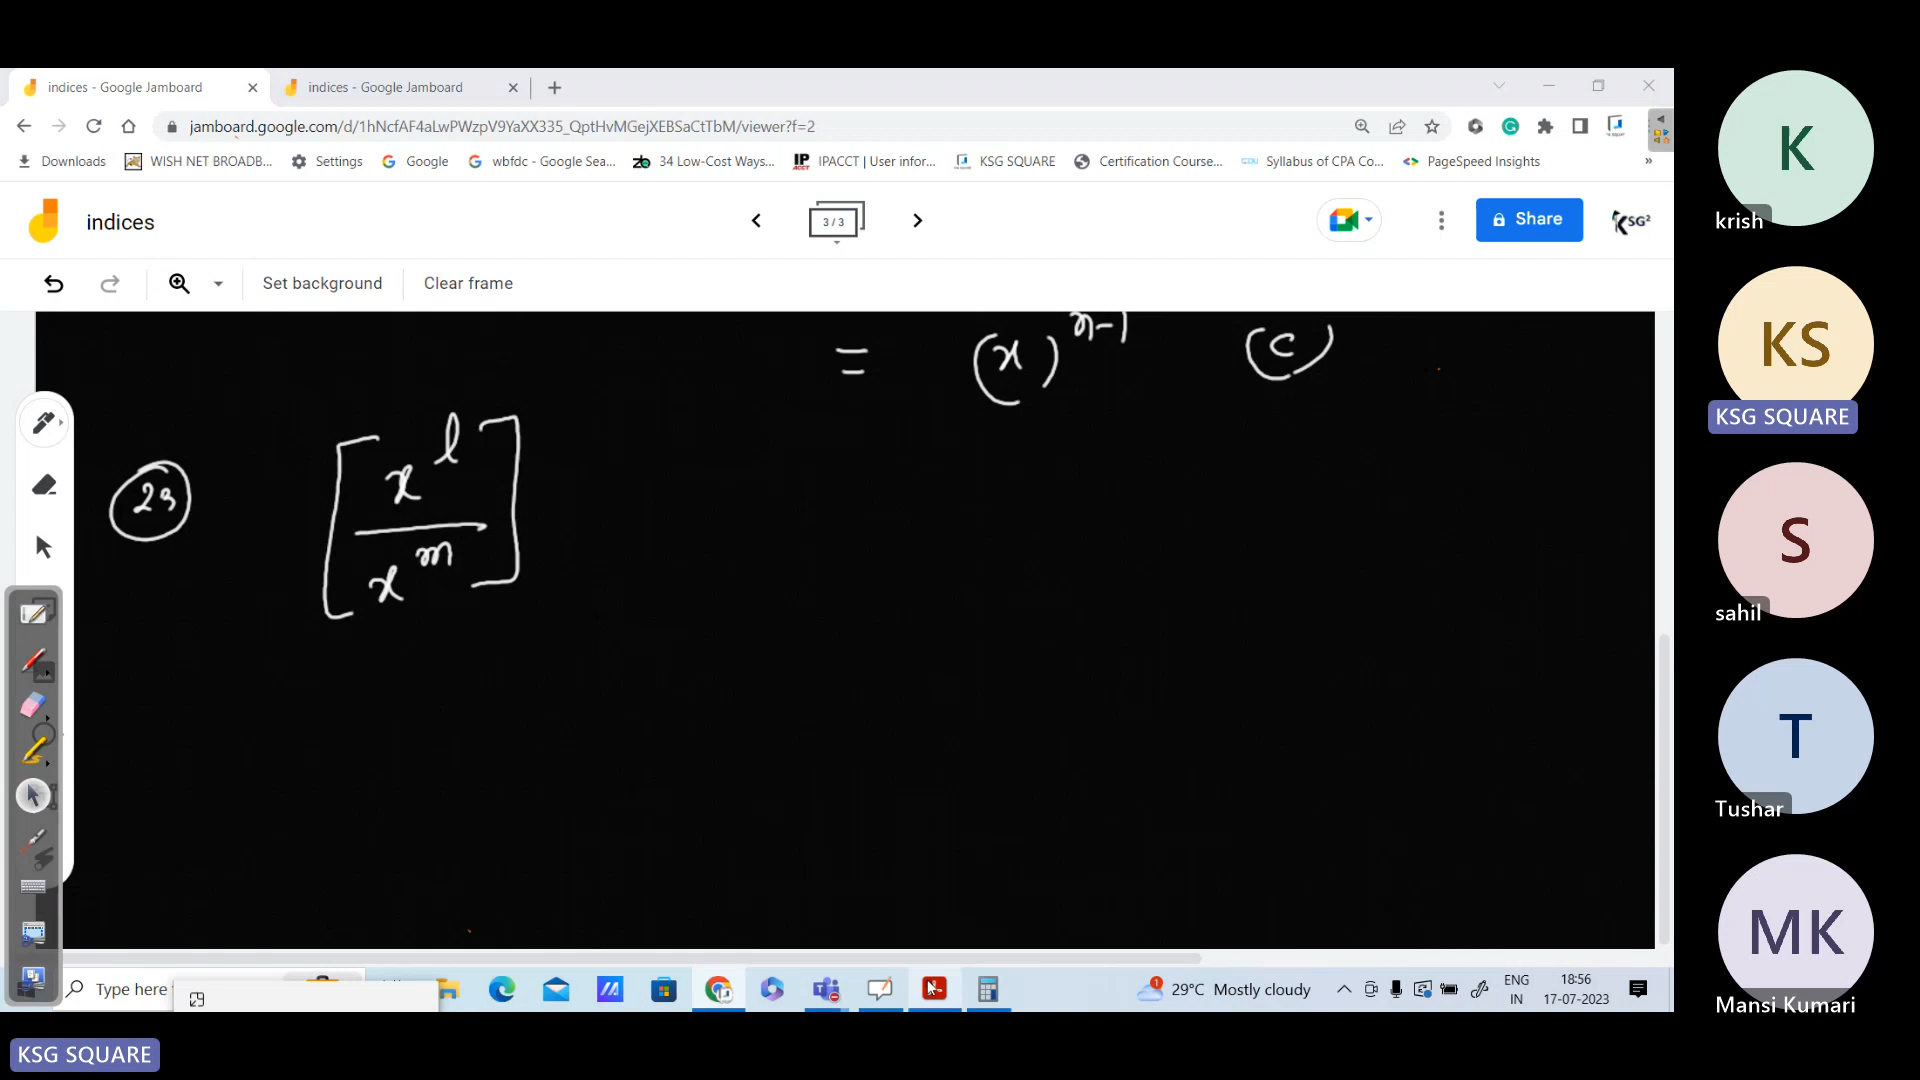 indices - Google Jamboard
indices - Google Jamboard
jamboard.google.com/d/1hNcfAF4aLwPWzpV9YaXX335_QptHvMGejXEBSaCtTbM/viewer?f=2
Downloads WISH NET BROADB... Settings Google wbfdc - Google Sea... 34 Low-Cost Ways... IPACCT | User infor... KSG SQUARE Certification Course... Syllabus of CPA Co... PageSpeed Insights »
indices
3 / 3
Share
KSG²
Set background Clear frame
= (x)^{n-1} (c)
23 [x^l / x^m]
Type here
29°C Mostly cloudy
1
ENG
IN
18:56
17-07-2023
K
krish
KS
KSG SQUARE
S
sahil
T
Tushar
MK
Mansi Kumari
KSG SQUARE